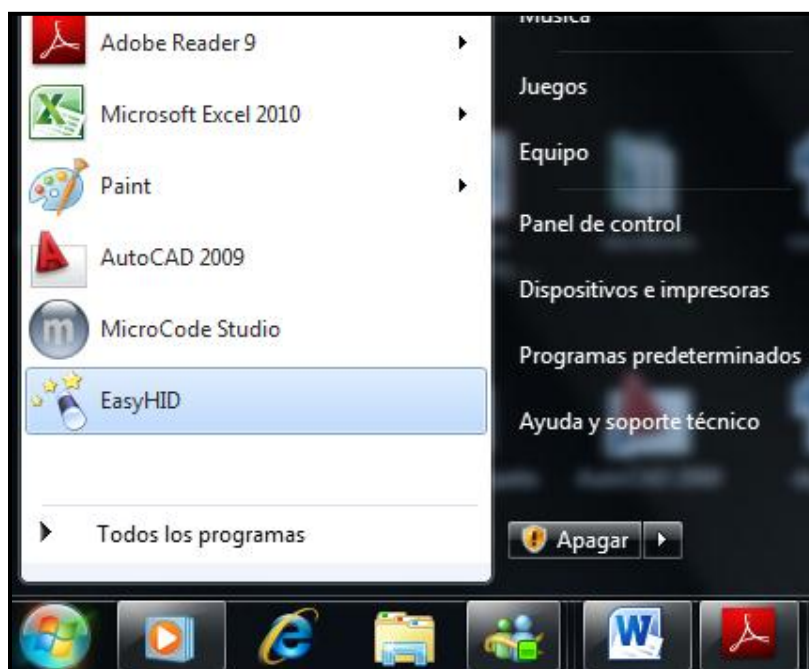 Adobe Reader 9
Microsoft Excel 2010
Paint
AutoCAD 2009
MicroCode Studio
EasyHID
Todos los programas
Música
Juegos
Equipo
Panel de control
Dispositivos e impresoras
Programas predeterminados
Ayuda y soporte técnico
Apagar